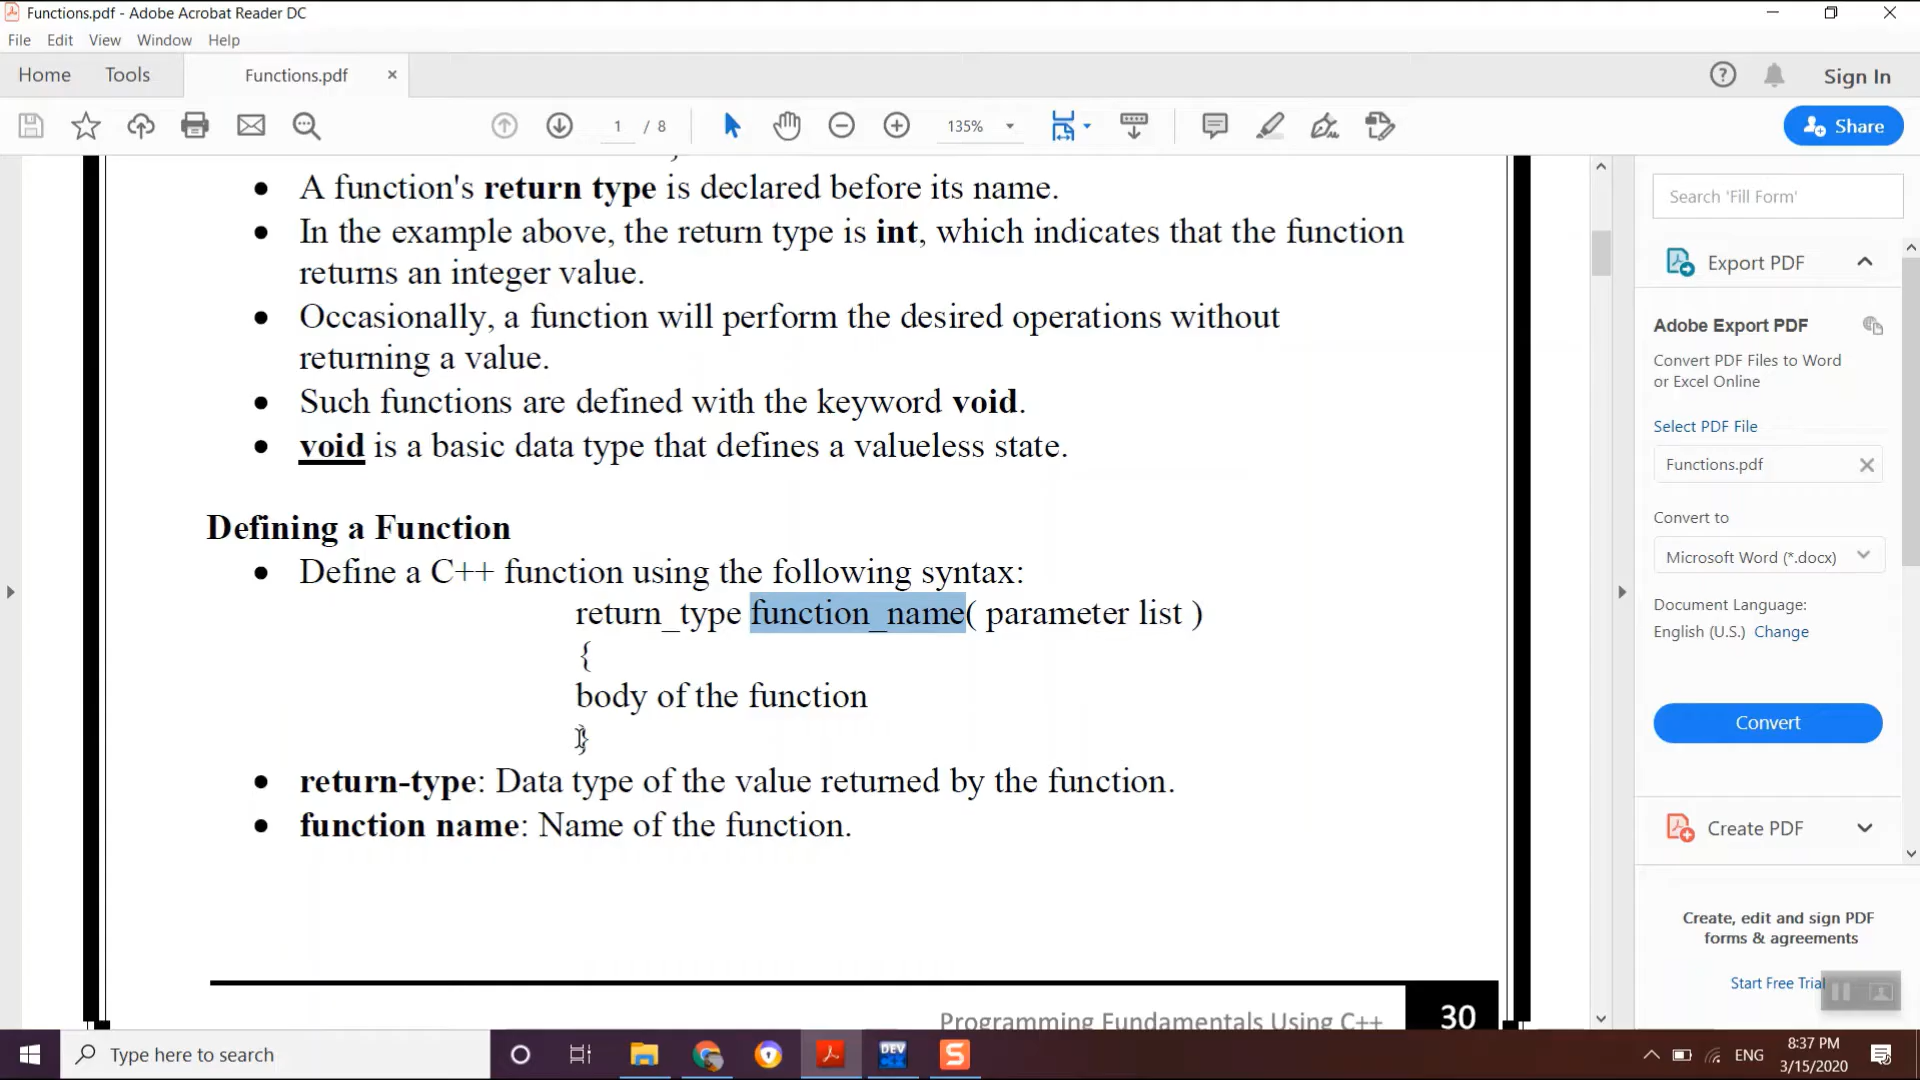 Functions.pdf - Adobe Acrobat Reader DC
File Edit View Window Help
Home Tools Functions.pdf × Sign In
1 / 8 135% Share
• A function's return type is declared before its name.
• In the example above, the return type is int, which indicates that the function
returns an integer value.
• Occasionally, a function will perform the desired operations without
returning a value.
• Such functions are defined with the keyword void.
• void is a basic data type that defines a valueless state.
Defining a Function
• Define a C++ function using the following syntax:
return_type function_name( parameter list )
{
body of the function
}
• return-type: Data type of the value returned by the function.
• function name: Name of the function.
Programming Fundamentals Using C++ 30
Search 'Fill Form'
Export PDF
Adobe Export PDF
Convert PDF Files to Word
or Excel Online
Select PDF File
Functions.pdf
Convert to
Microsoft Word (*.docx)
Document Language:
English (U.S.) Change
Convert
Create PDF
Create, edit and sign PDF
forms & agreements
Start Free Trial
Type here to search
DEV
S
ENG
8:37 PM
3/15/2020